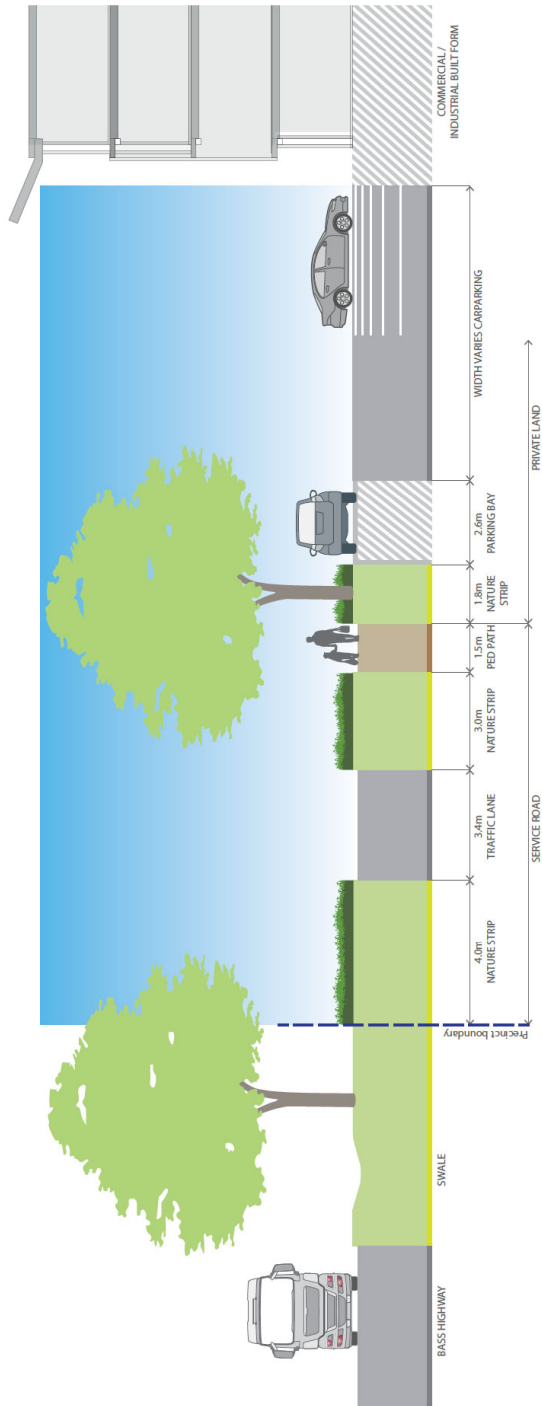 BASS HIGHWAY
SWALE
Precinct boundary
4.0m
NATURE STRIP
3.4m
TRAFFIC LANE
3.0m
NATURE STRIP
1.5m
PED PATH
1.8m
NATURE
STRIP
2.6m
PARKING BAY
WIDTH VARIES CARPARKING
COMMERCIAL /
INDUSTRIAL BUILT FORM
SERVICE ROAD
PRIVATE LAND